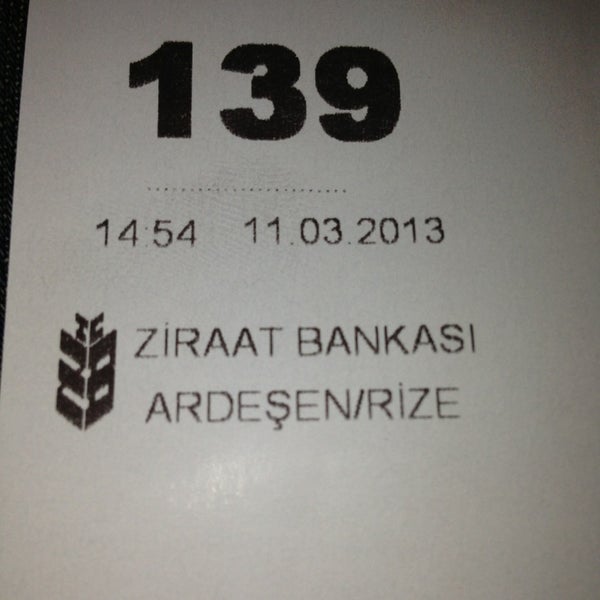 139
14:54 11.03.2013
ZİRAAT BANKASI
ARDEŞEN/RİZE